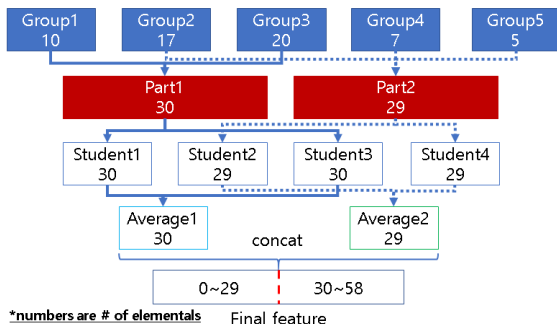 Group1
10
Group2
17
Group3
20
Group4
7
Group5
5
Part1
30
Part2
29
Student1
30
Student2
29
Student3
30
Student4
29
Average1
30
Average2
29
concat
0~29
30~58
*numbers are # of elementals
Final feature